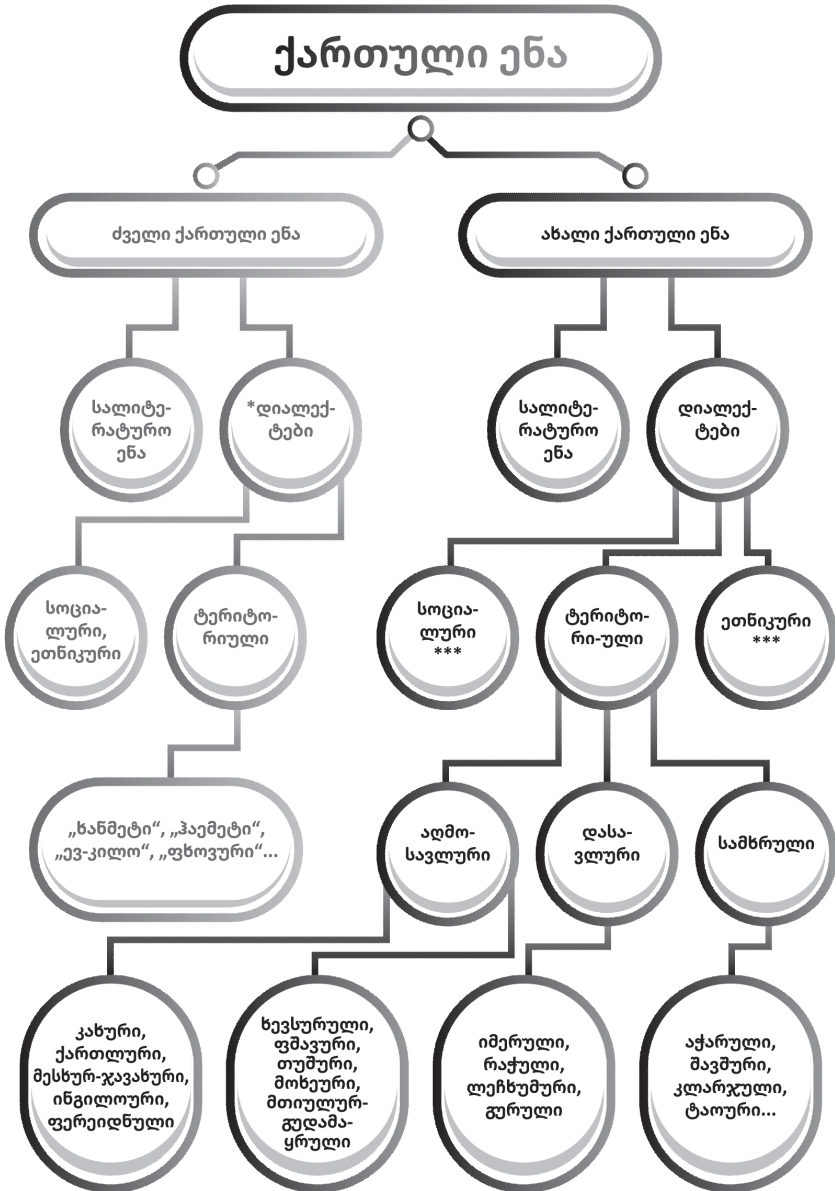 ქართული ენა
ძველი ქართული ენა
ახალი ქართული ენა
სალიტე-
რატურო
ენა
*დიალექ-
ტები
სალიტე-
რატურო
ენა
დიალექ-
ტები
სოცია-
ლური,
ეთნიკური
ტერიტო-
რიული
სოცია-
ლური
***
ტერიტო-
რი-ული
ეთნიკური
***
„ხანმეტი“, „ჰაემეტი“,
„ევ-კილო“, „ფხოვური“...
აღმო-
სავლური
დასა-
ვლური
სამხრული
კახური,
ქართლური,
მესხურ-ჯავახური,
ინგილოური,
ფერეიდნული
ხევსურული,
ფშავური,
თუშური,
მოხეური,
მთიულურ-
გუდამა-
ყრული
იმერული,
რაჭული,
ლეჩხუმური,
გურული
აჭარული,
შავშური,
კლარჯული,
ტაოური...